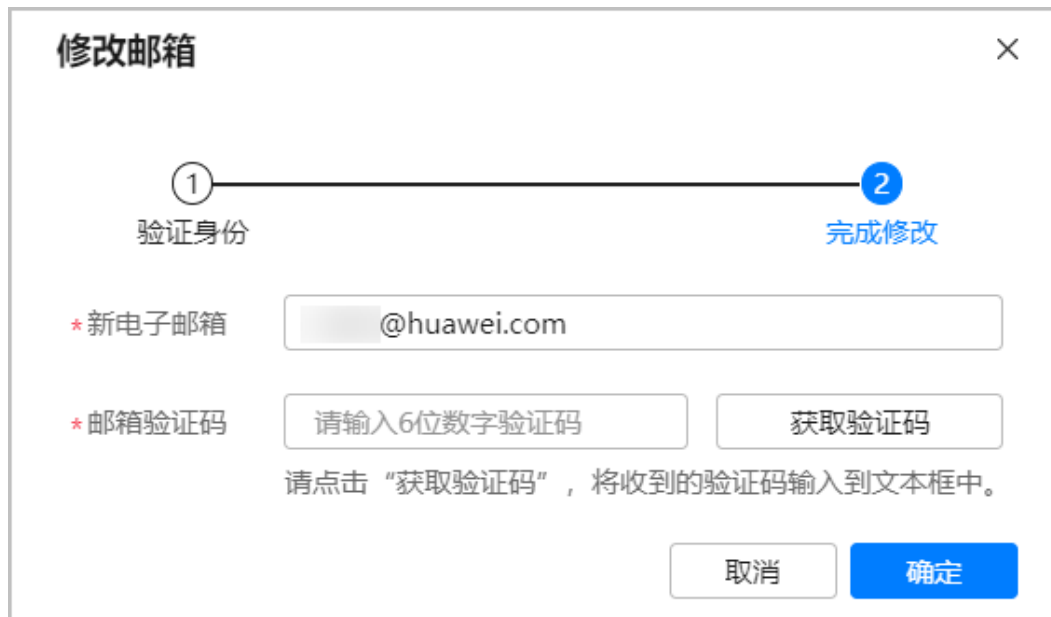 修改邮箱
1 2
验证身份 完成修改
*新电子邮箱 @huawei.com
*邮箱验证码 请输入6位数字验证码 获取验证码
请点击“获取验证码”，将收到的验证码输入到文本框中。
取消 确定